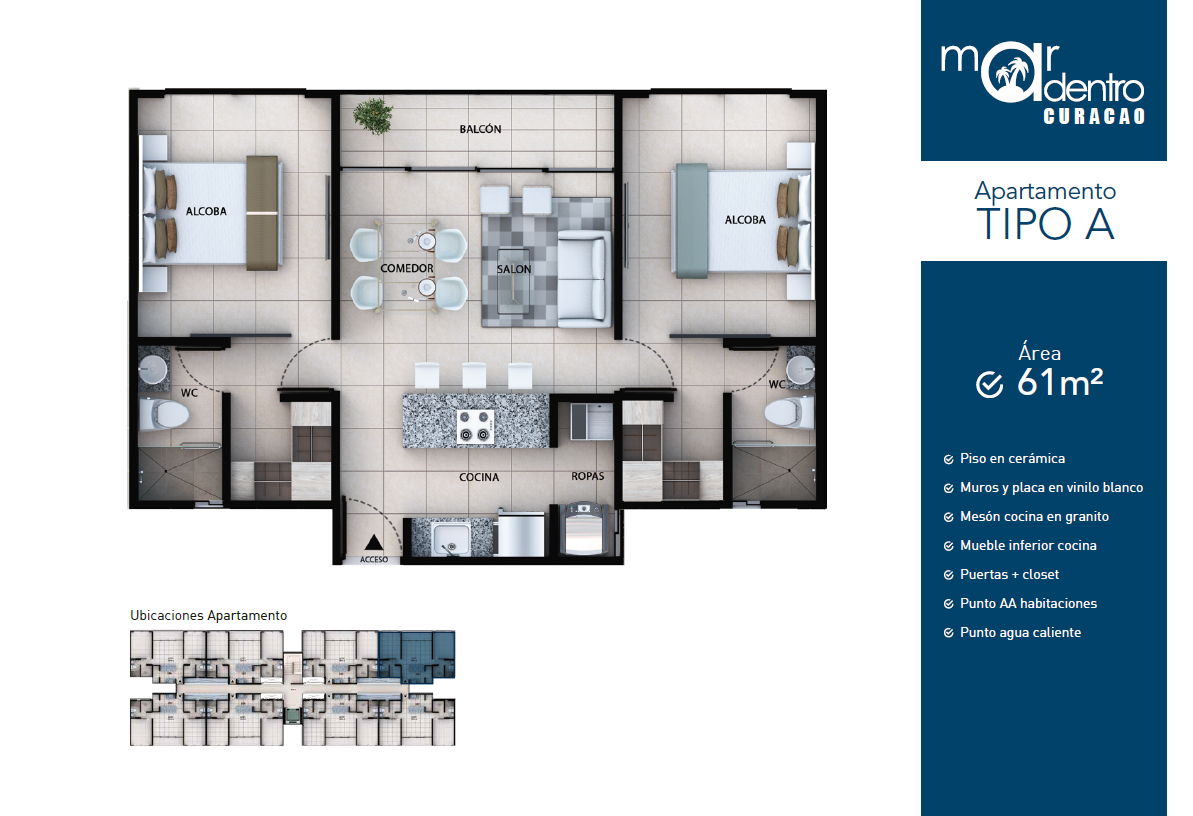 BALCÓN
ALCOBA
ALCOBA
COMEDOR
SALON
WC
WC
COCINA
ROPAS
ACCESO
Ubicaciones Apartamento
mar
dentro
CURACAO
Apartamento
TIPO A
Área
61m²
Piso en cerámica
Muros y placa en vinilo blanco
Mesón cocina en granito
Mueble inferior cocina
Puertas + closet
Punto AA habitaciones
Punto agua caliente